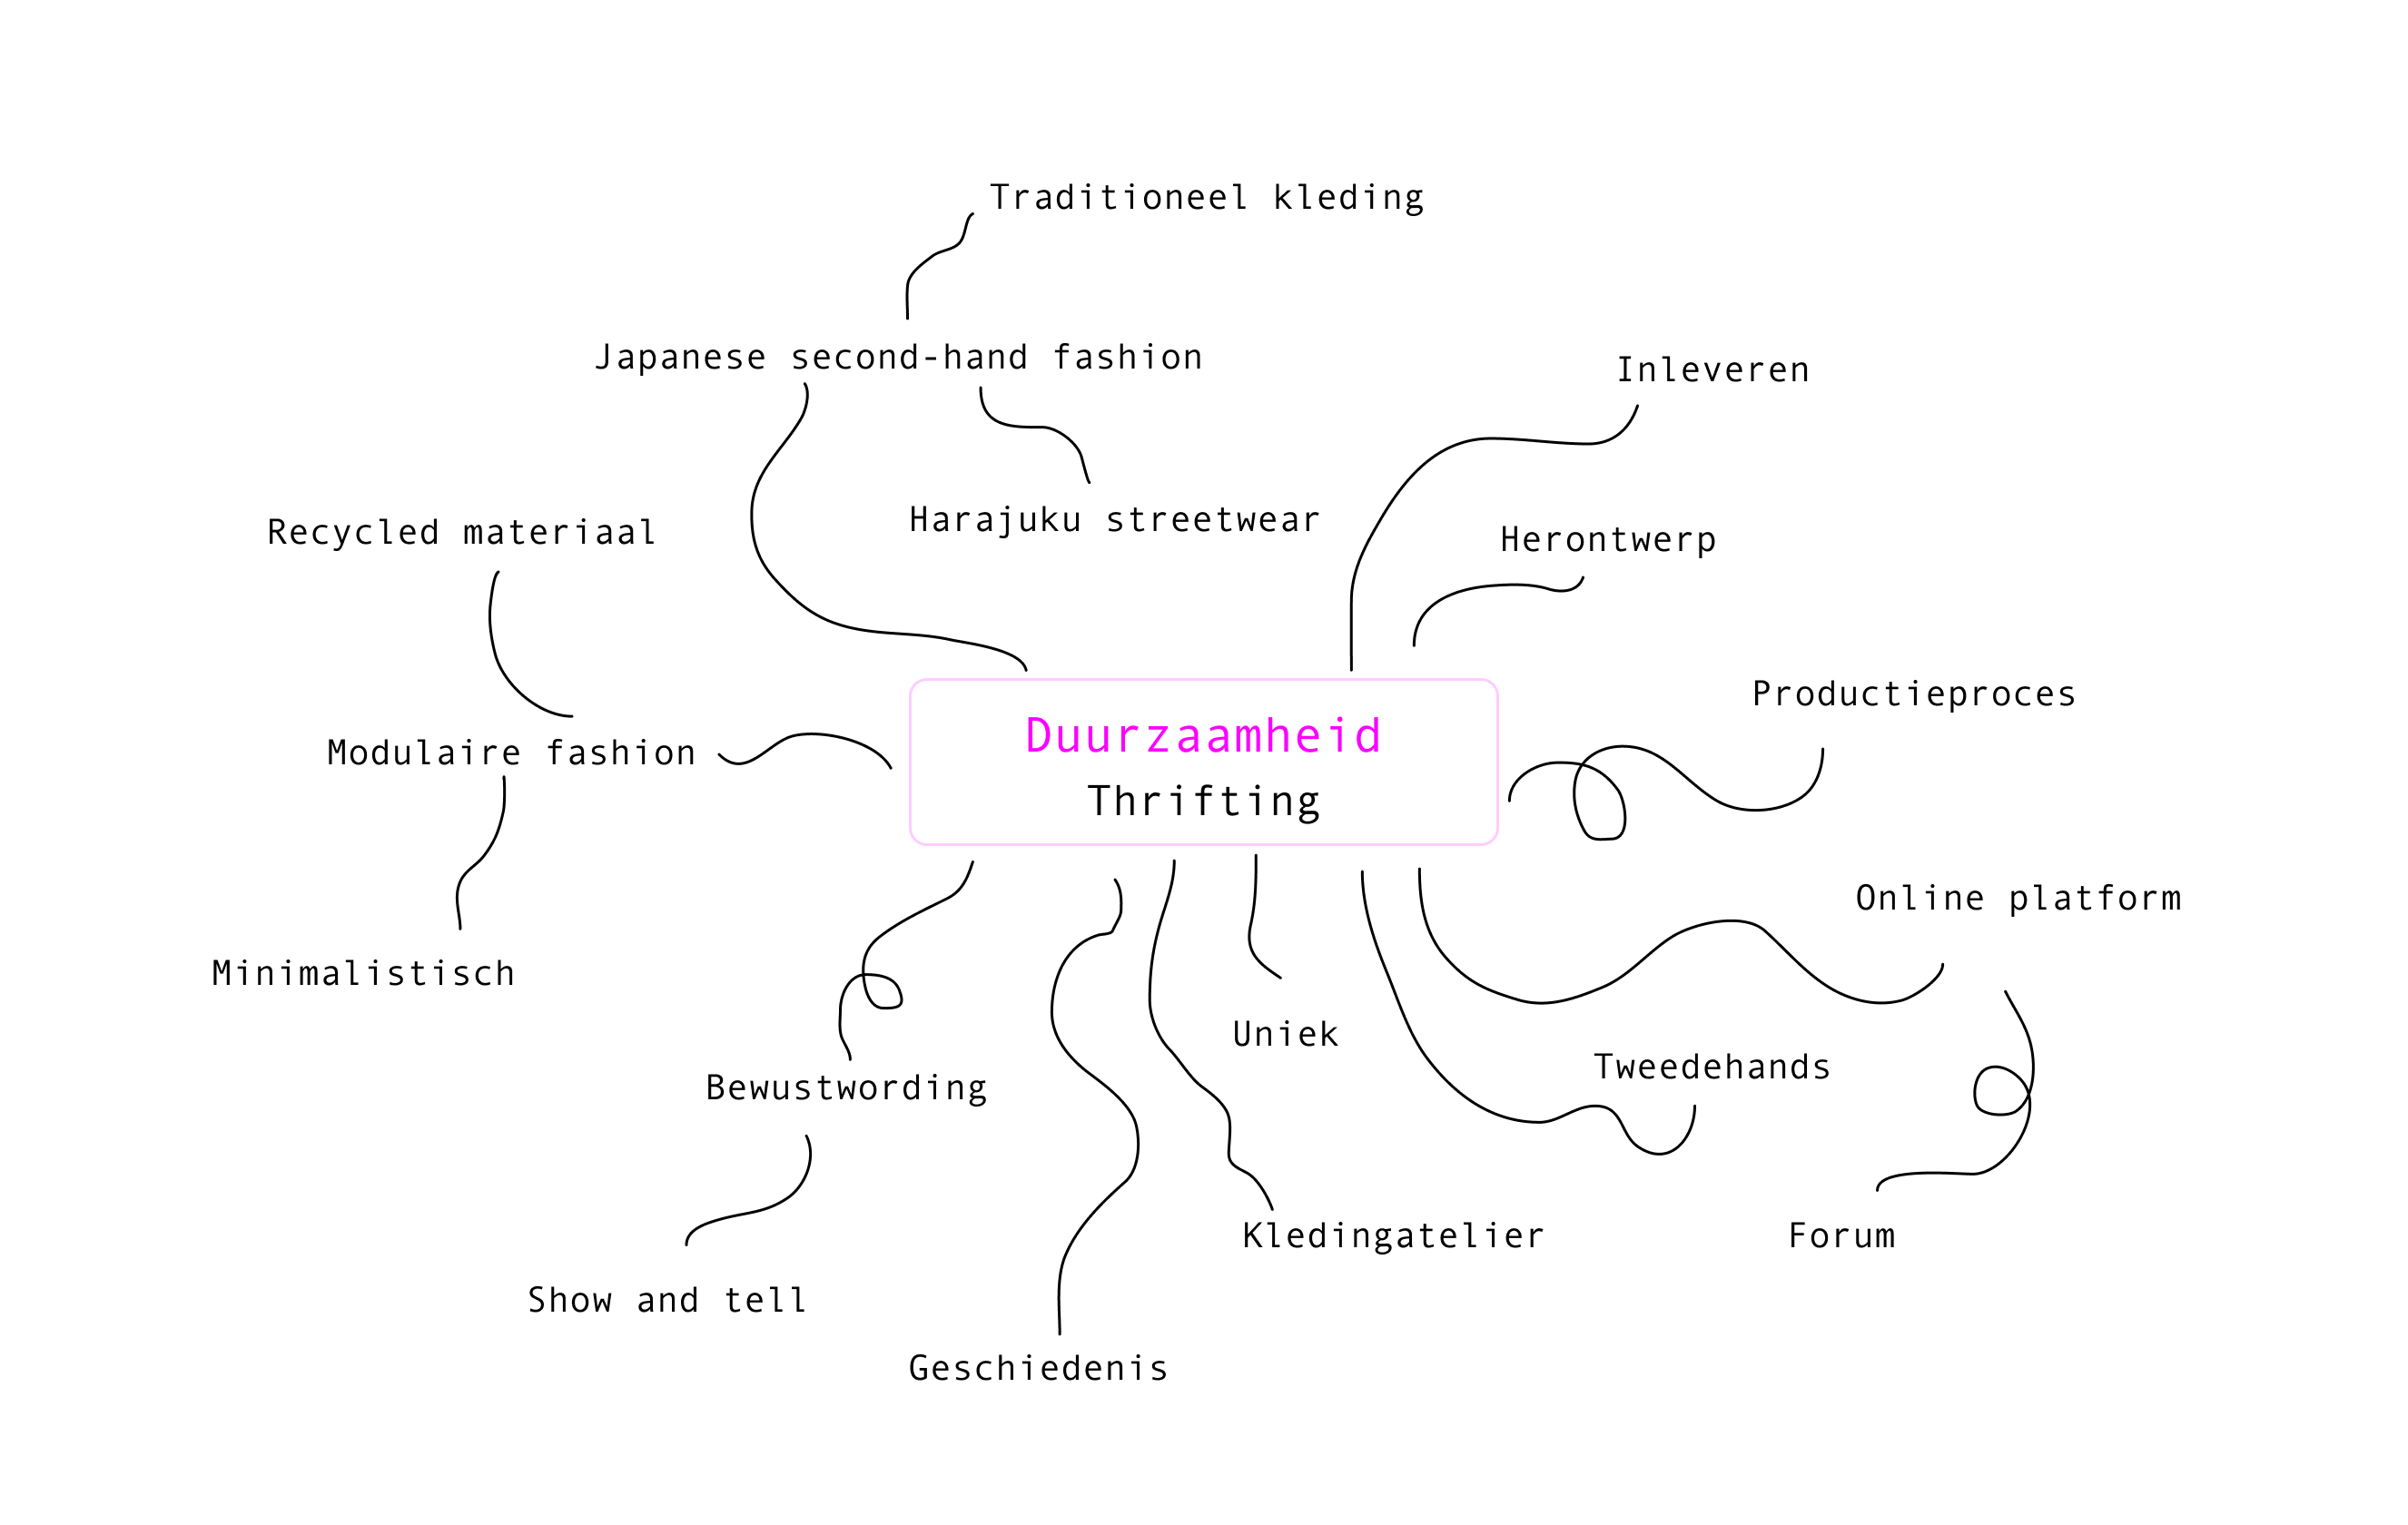 Traditioneel kleding
Japanese second-hand fashion
Inleveren
Harajuku streetwear
Recycled materiaal
Herontwerp
Productieproces
Duurzaamheid
Thrifting
Modulaire fashion
Online platform
Minimalistisch
Uniek
Tweedehands
Bewustwording
Kledingatelier
Forum
Show and tell
Geschiedenis